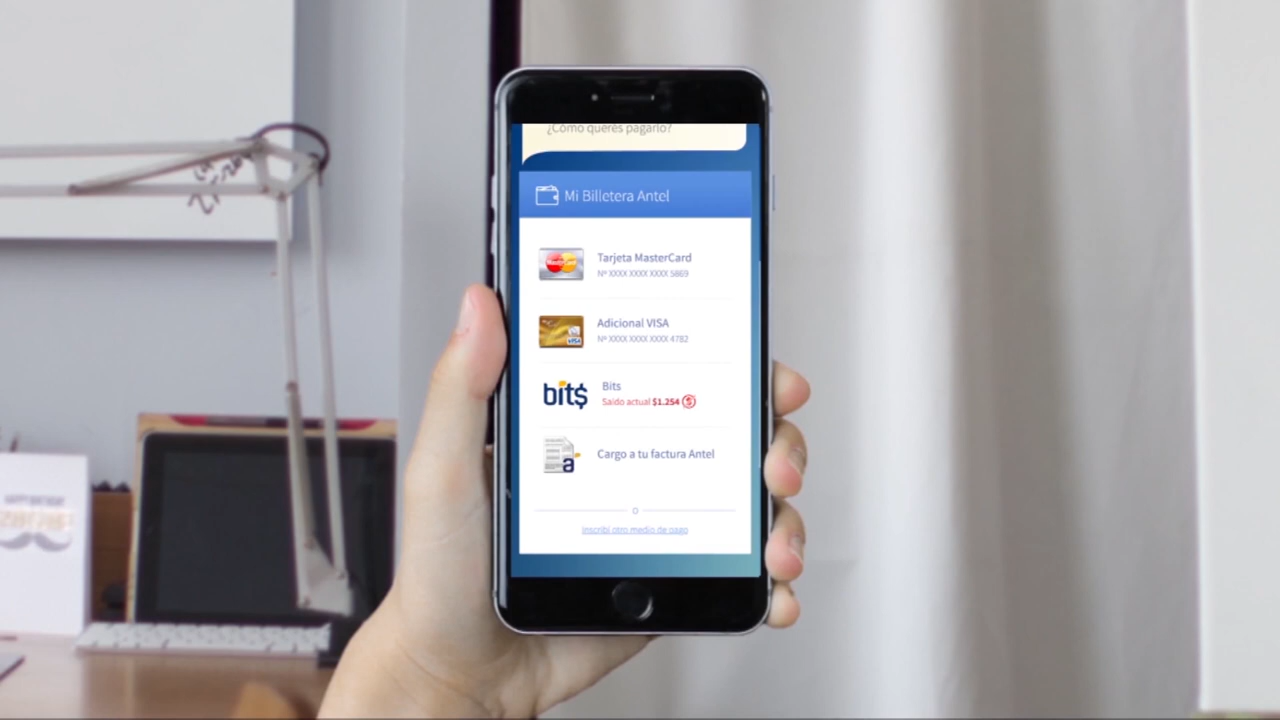 ¿Cómo querés pagarlo?
Mi Billetera Antel
Tarjeta MasterCard
Nº XXXX XXXX XXXX 5869
Adicional VISA
Nº XXXX XXXX XXXX 4782
VISA
bit$
Bits
Saldo actual $1.254
Cargo a tu factura Antel
a
o
Inscribí otro medio de pago